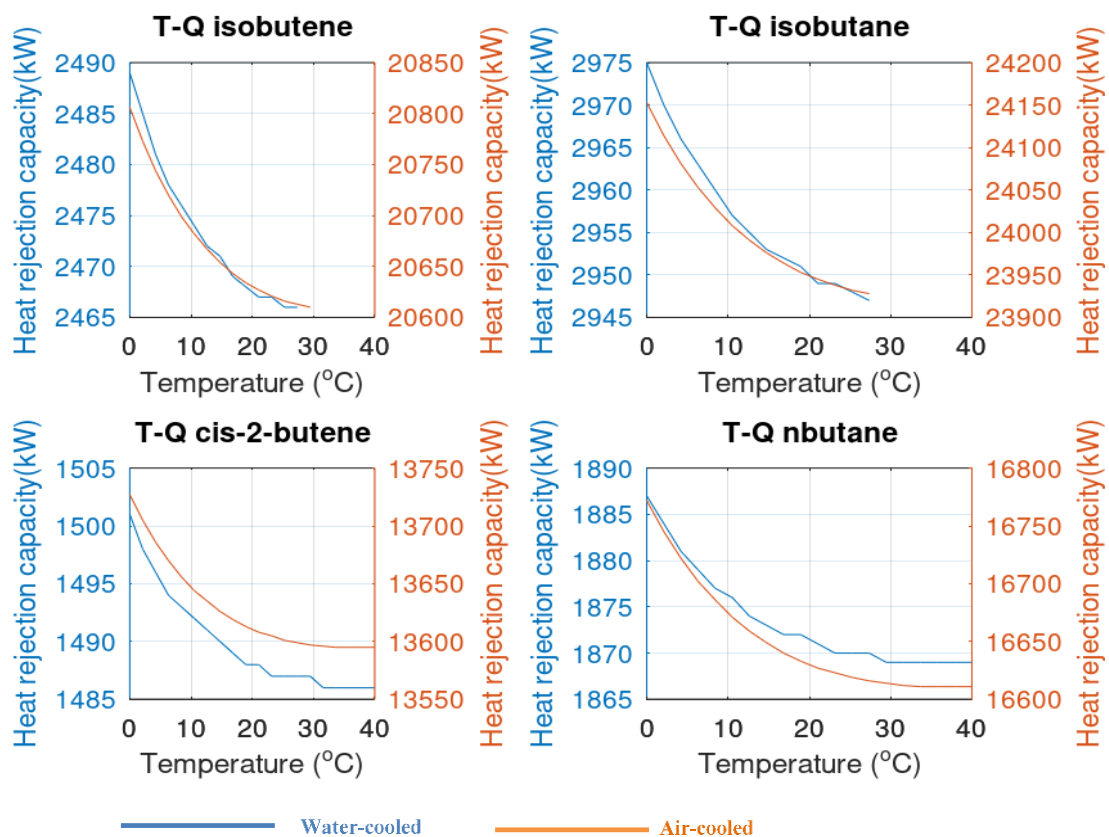 T-Q isobutene
Heat rejection capacity(kW)
2490
2485
2480
2475
2470
2465
20850
20800
20750
20700
20650
20600
Heat rejection capacity(kW)
0 10 20 30 40
Temperature (°C)
T-Q isobutane
Heat rejection capacity(kW)
2975
2970
2965
2960
2955
2950
2945
24200
24150
24100
24050
24000
23950
23900
Heat rejection capacity(kW)
0 10 20 30 40
Temperature (°C)
T-Q cis-2-butene
Heat rejection capacity(kW)
1505
1500
1495
1490
1485
13750
13700
13650
13600
13550
Heat rejection capacity(kW)
0 10 20 30 40
Temperature (°C)
T-Q nbutane
Heat rejection capacity(kW)
1890
1885
1880
1875
1870
1865
16800
16750
16700
16650
16600
Heat rejection capacity(kW)
0 10 20 30 40
Temperature (°C)
Water-cooled Air-cooled